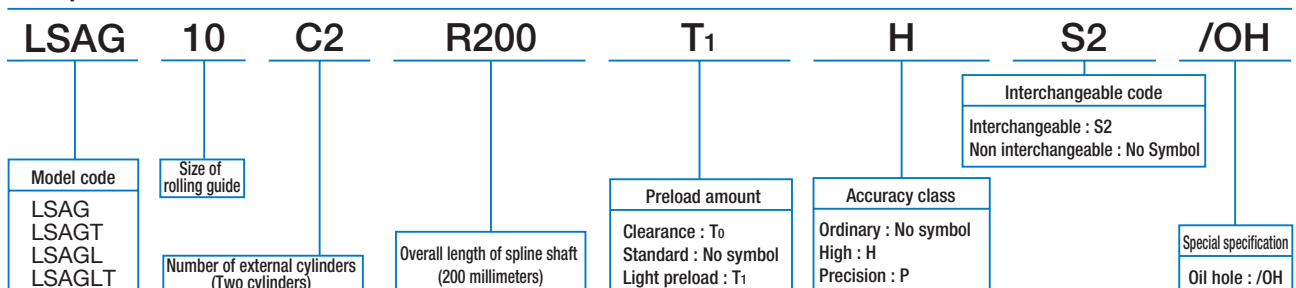 LSAG 10 C2 R200 T1 H S2 /OH
Interchangeable code
Interchangeable : S2
Non interchangeable : No Symbol
Model code
LSAG
LSAGT
LSAGL
LSAGLT
Size of
rolling guide
Number of external cylinders
(Two cylinders)
Overall length of spline shaft
(200 millimeters)
Preload amount
Clearance : T0
Standard : No symbol
Light preload : T1
Accuracy class
Ordinary : No symbol
High : H
Precision : P
Special specification
Oil hole : /OH